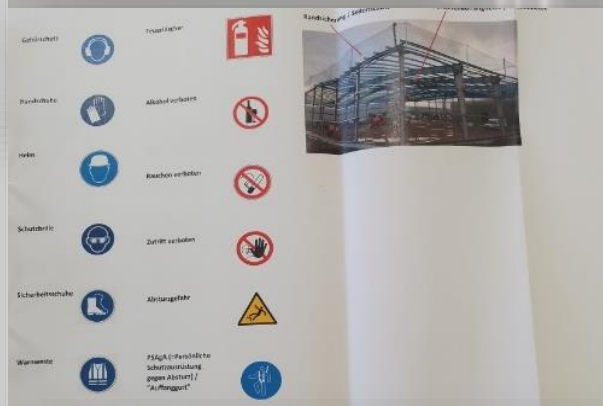 Gehörschutz
Feuerlöscher
Handschuhe
Alkohol verboten
Helm
Rauchen verboten
Schutzbrille
Zutritt verboten
Sicherheitsschuhe
Absturzgefahr
Warnweste
PSAgA (=Persönliche
Schutzausrüstung
gegen Absturz) /
"Auffanggurt"
Randsicherung /